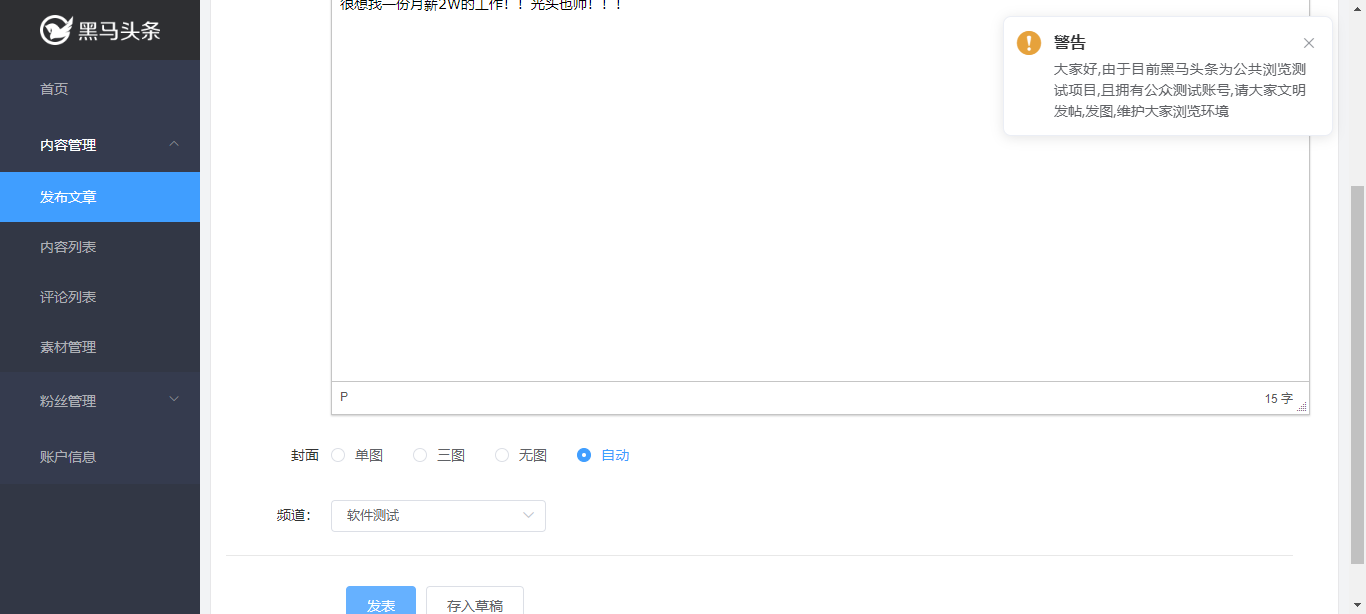 黑马头条
首页
内容管理
发布文章
内容列表
评论列表
素材管理
粉丝管理
账户信息
很想找一份月薪2W的工作！！光头也帅！！！
警告
大家好,由于目前黑马头条为公共浏览测
试项目,且拥有公众测试账号,请大家文明
发帖,发图,维护大家浏览环境
P
15 字
封面 单图 三图 无图 自动
频道： 软件测试
发表 存入草稿